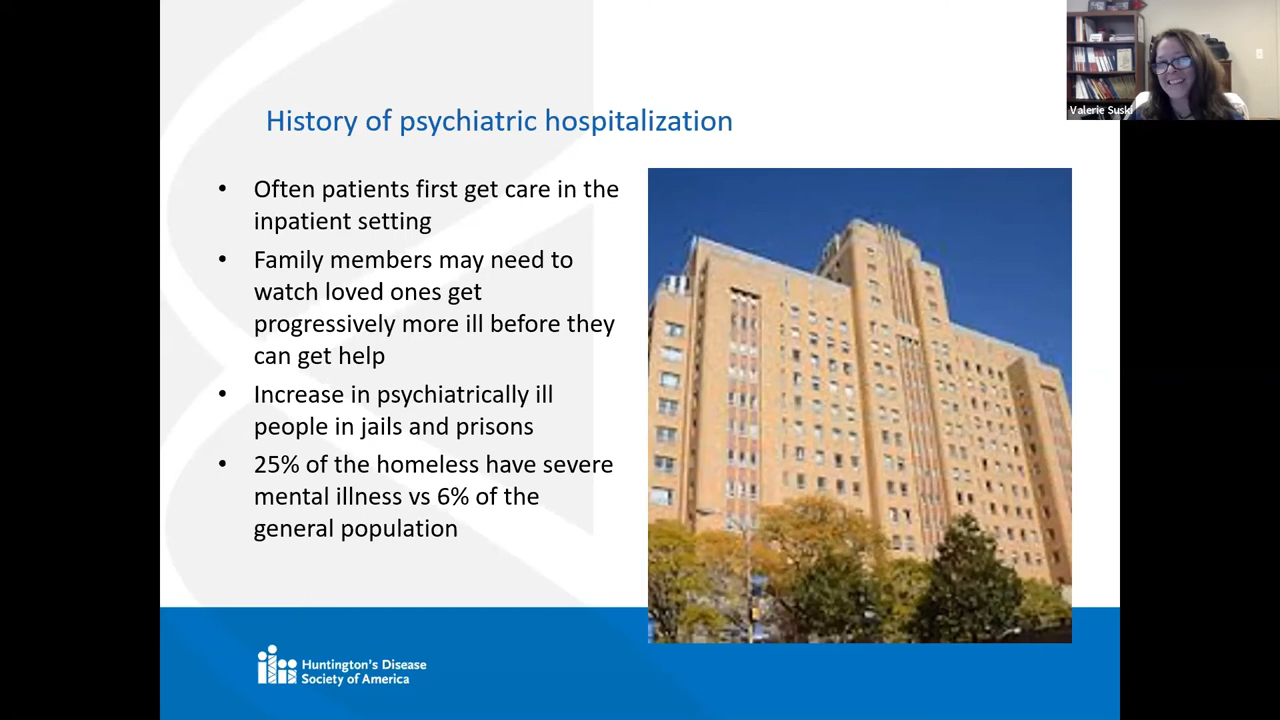 Valerie Suski
History of psychiatric hospitalization
• Often patients first get care in the
inpatient setting
• Family members may need to
watch loved ones get
progressively more ill before they
can get help
• Increase in psychiatrically ill
people in jails and prisons
• 25% of the homeless have severe
mental illness vs 6% of the
general population
Huntington's Disease
Society of America